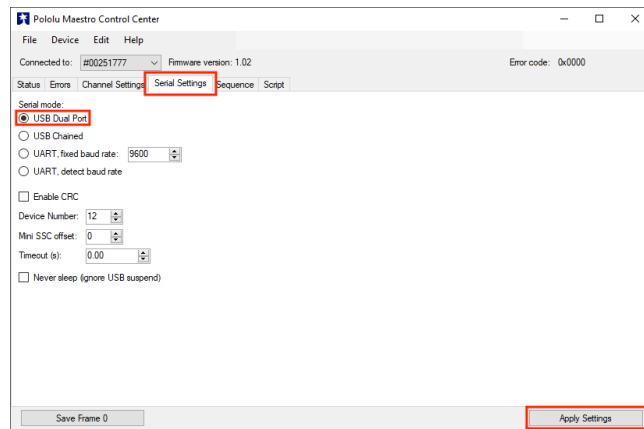 Pololu Maestro Control Center
File Device Edit Help
Connected to: #00251777 Firmware version: 1.02 Error code: 0x0000
Status Errors Channel Settings Serial Settings Sequence Script
Serial mode:
USB Dual Port
USB Chained
UART, fixed baud rate: 9600
UART, detect baud rate
Enable CRC
Device Number: 12
Mini SSC offset: 0
Timeout (s): 0.00
Never sleep (ignore USB suspend)
Save Frame 0 Apply Settings